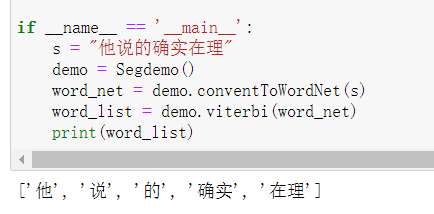 if __name__ == '__main__':
    s = "他说的确实在理"
    demo = Segdemo()
    word_net = demo.conventToWordNet(s)
    word_list = demo.viterbi(word_net)
    print(word_list)
['他', '说', '的', '确实', '在理']